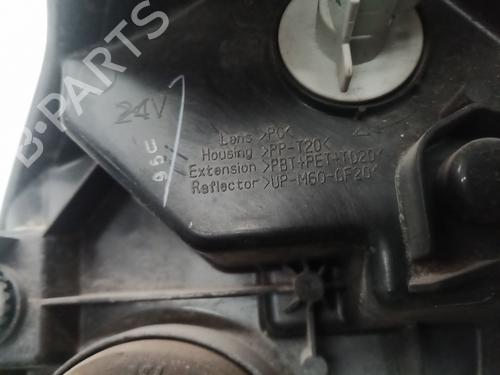 B-PARTS
24V
Lens >PC<
Housing >PP-T20<
Extension >PBT+PET+TD20<
Reflector >UP-M60-GF20<